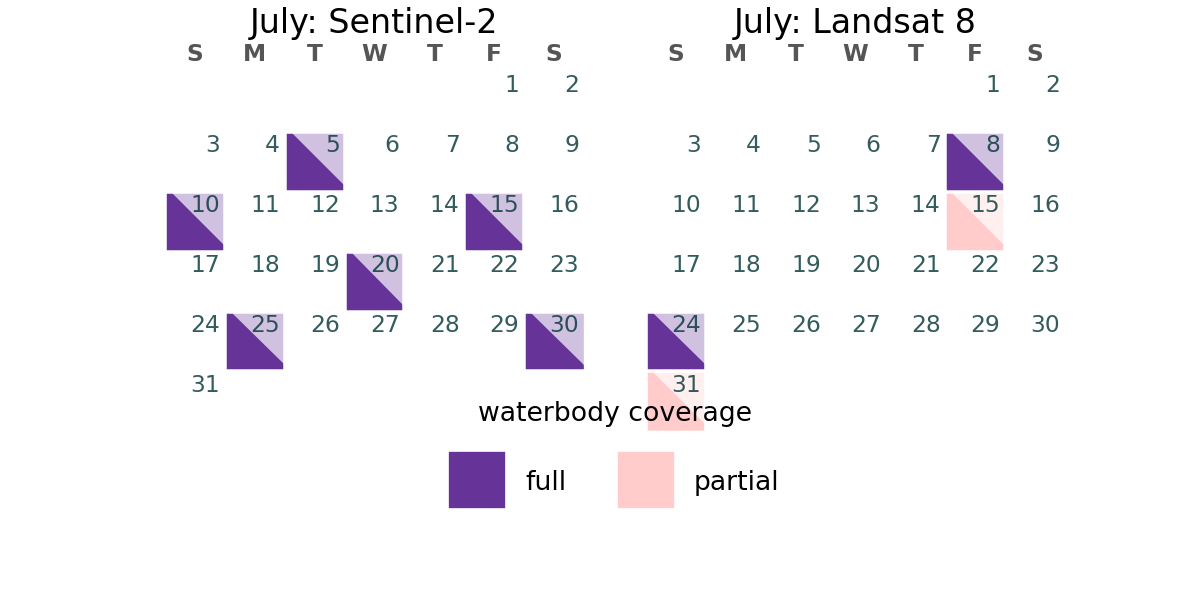 July: Sentinel-2
S M T W T F S
1 2
3 4 5 6 7 8 9
10 11 12 13 14 15 16
17 18 19 20 21 22 23
24 25 26 27 28 29 30
31
July: Landsat 8
S M T W T F S
1 2
3 4 5 6 7 8 9
10 11 12 13 14 15 16
17 18 19 20 21 22 23
24 25 26 27 28 29 30
31
waterbody coverage
full partial